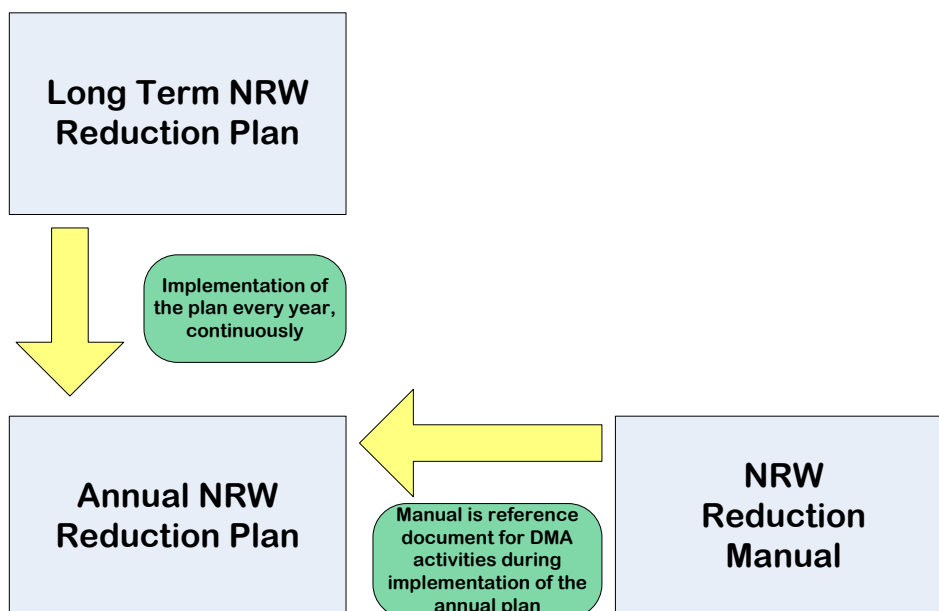 Long Term NRW
Reduction Plan
Implementation of
the plan every year,
continuously
Annual NRW
Reduction Plan
Manual is reference
document for DMA
activities during
implementation of the
annual plan
NRW
Reduction
Manual